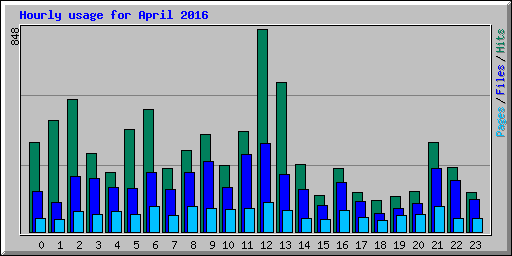 Hourly usage for April 2016
848
Pages / Files / Hits
0 1 2 3 4 5 6 7 8 9 10 11 12 13 14 15 16 17 18 19 20 21 22 23